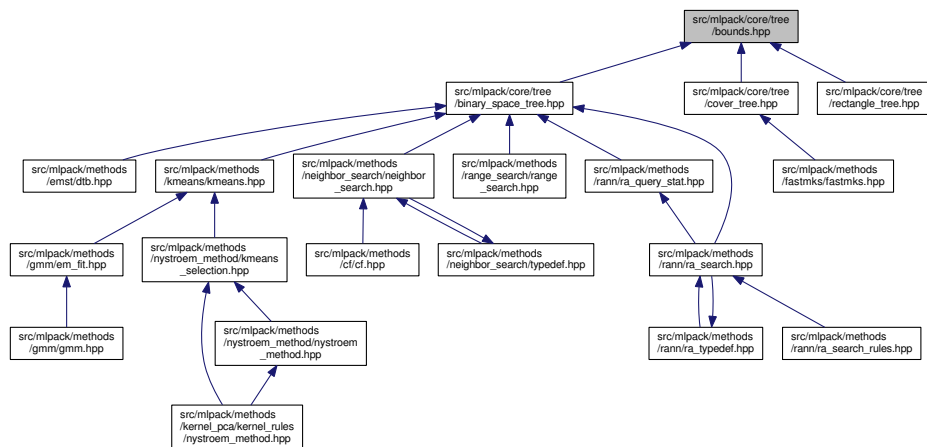 src/mlpack/core/tree
/bounds.hpp
src/mlpack/core/tree
/binary_space_tree.hpp
src/mlpack/core/tree
/cover_tree.hpp
src/mlpack/core/tree
/rectangle_tree.hpp
src/mlpack/methods
/emst/dtb.hpp
src/mlpack/methods
/kmeans/kmeans.hpp
src/mlpack/methods
/neighbor_search/neighbor
_search.hpp
src/mlpack/methods
/range_search/range
_search.hpp
src/mlpack/methods
/rann/ra_query_stat.hpp
src/mlpack/methods
/fastmks/fastmks.hpp
src/mlpack/methods
/gmm/em_fit.hpp
src/mlpack/methods
/nystroem_method/kmeans
_selection.hpp
src/mlpack/methods
/cf/cf.hpp
src/mlpack/methods
/neighbor_search/typedef.hpp
src/mlpack/methods
/rann/ra_search.hpp
src/mlpack/methods
/gmm/gmm.hpp
src/mlpack/methods
/nystroem_method/nystroem
_method.hpp
src/mlpack/methods
/rann/ra_typedef.hpp
src/mlpack/methods
/rann/ra_search_rules.hpp
src/mlpack/methods
/kernel_pca/kernel_rules
/nystroem_method.hpp